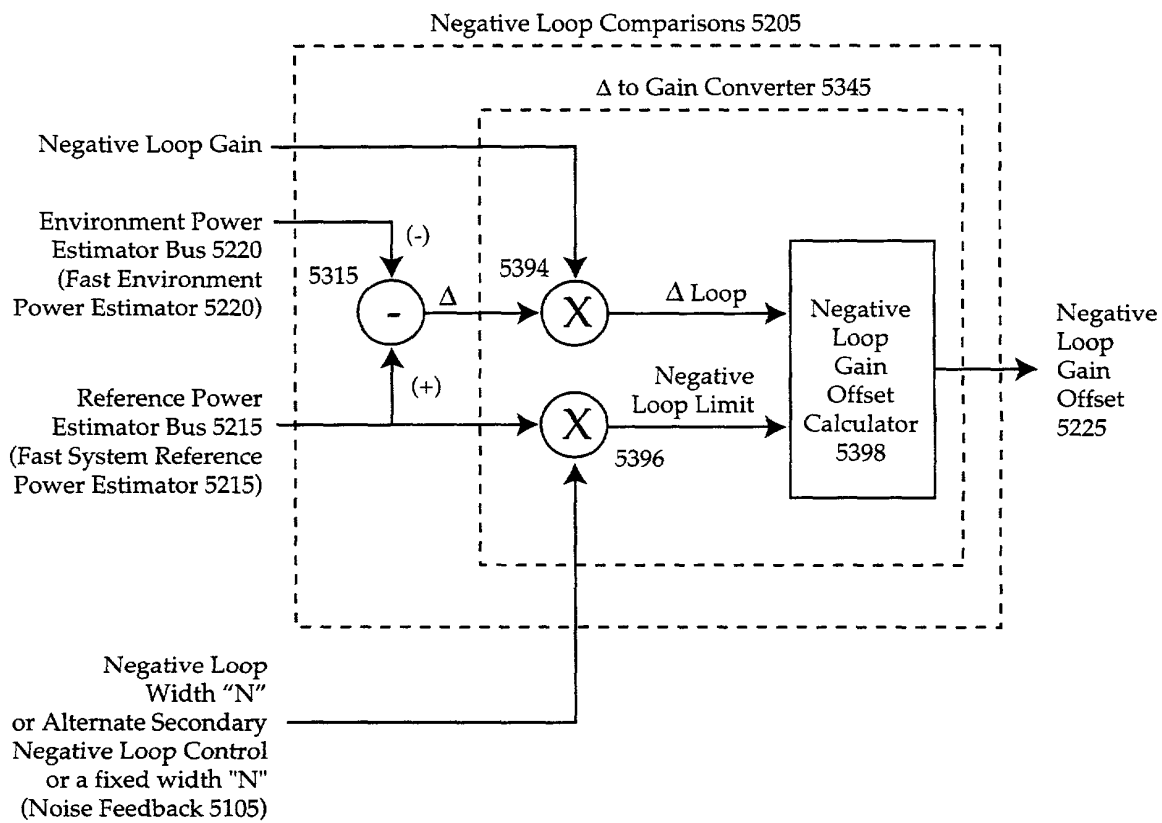 Negative Loop Comparisons 5205
Δ to Gain Converter 5345
Negative Loop Gain
Environment Power
Estimator Bus 5220
(Fast Environment
Power Estimator 5220)
(-)
5315
-
Δ
5394
X
Δ Loop
Reference Power
Estimator Bus 5215
(Fast System Reference
Power Estimator 5215)
(+)
X
5396
Negative
Loop Limit
Negative
Loop
Gain
Offset
Calculator
5398
Negative
Loop
Gain
Offset
5225
Negative Loop
Width “N”
or Alternate Secondary
Negative Loop Control
or a fixed width "N"
(Noise Feedback 5105)